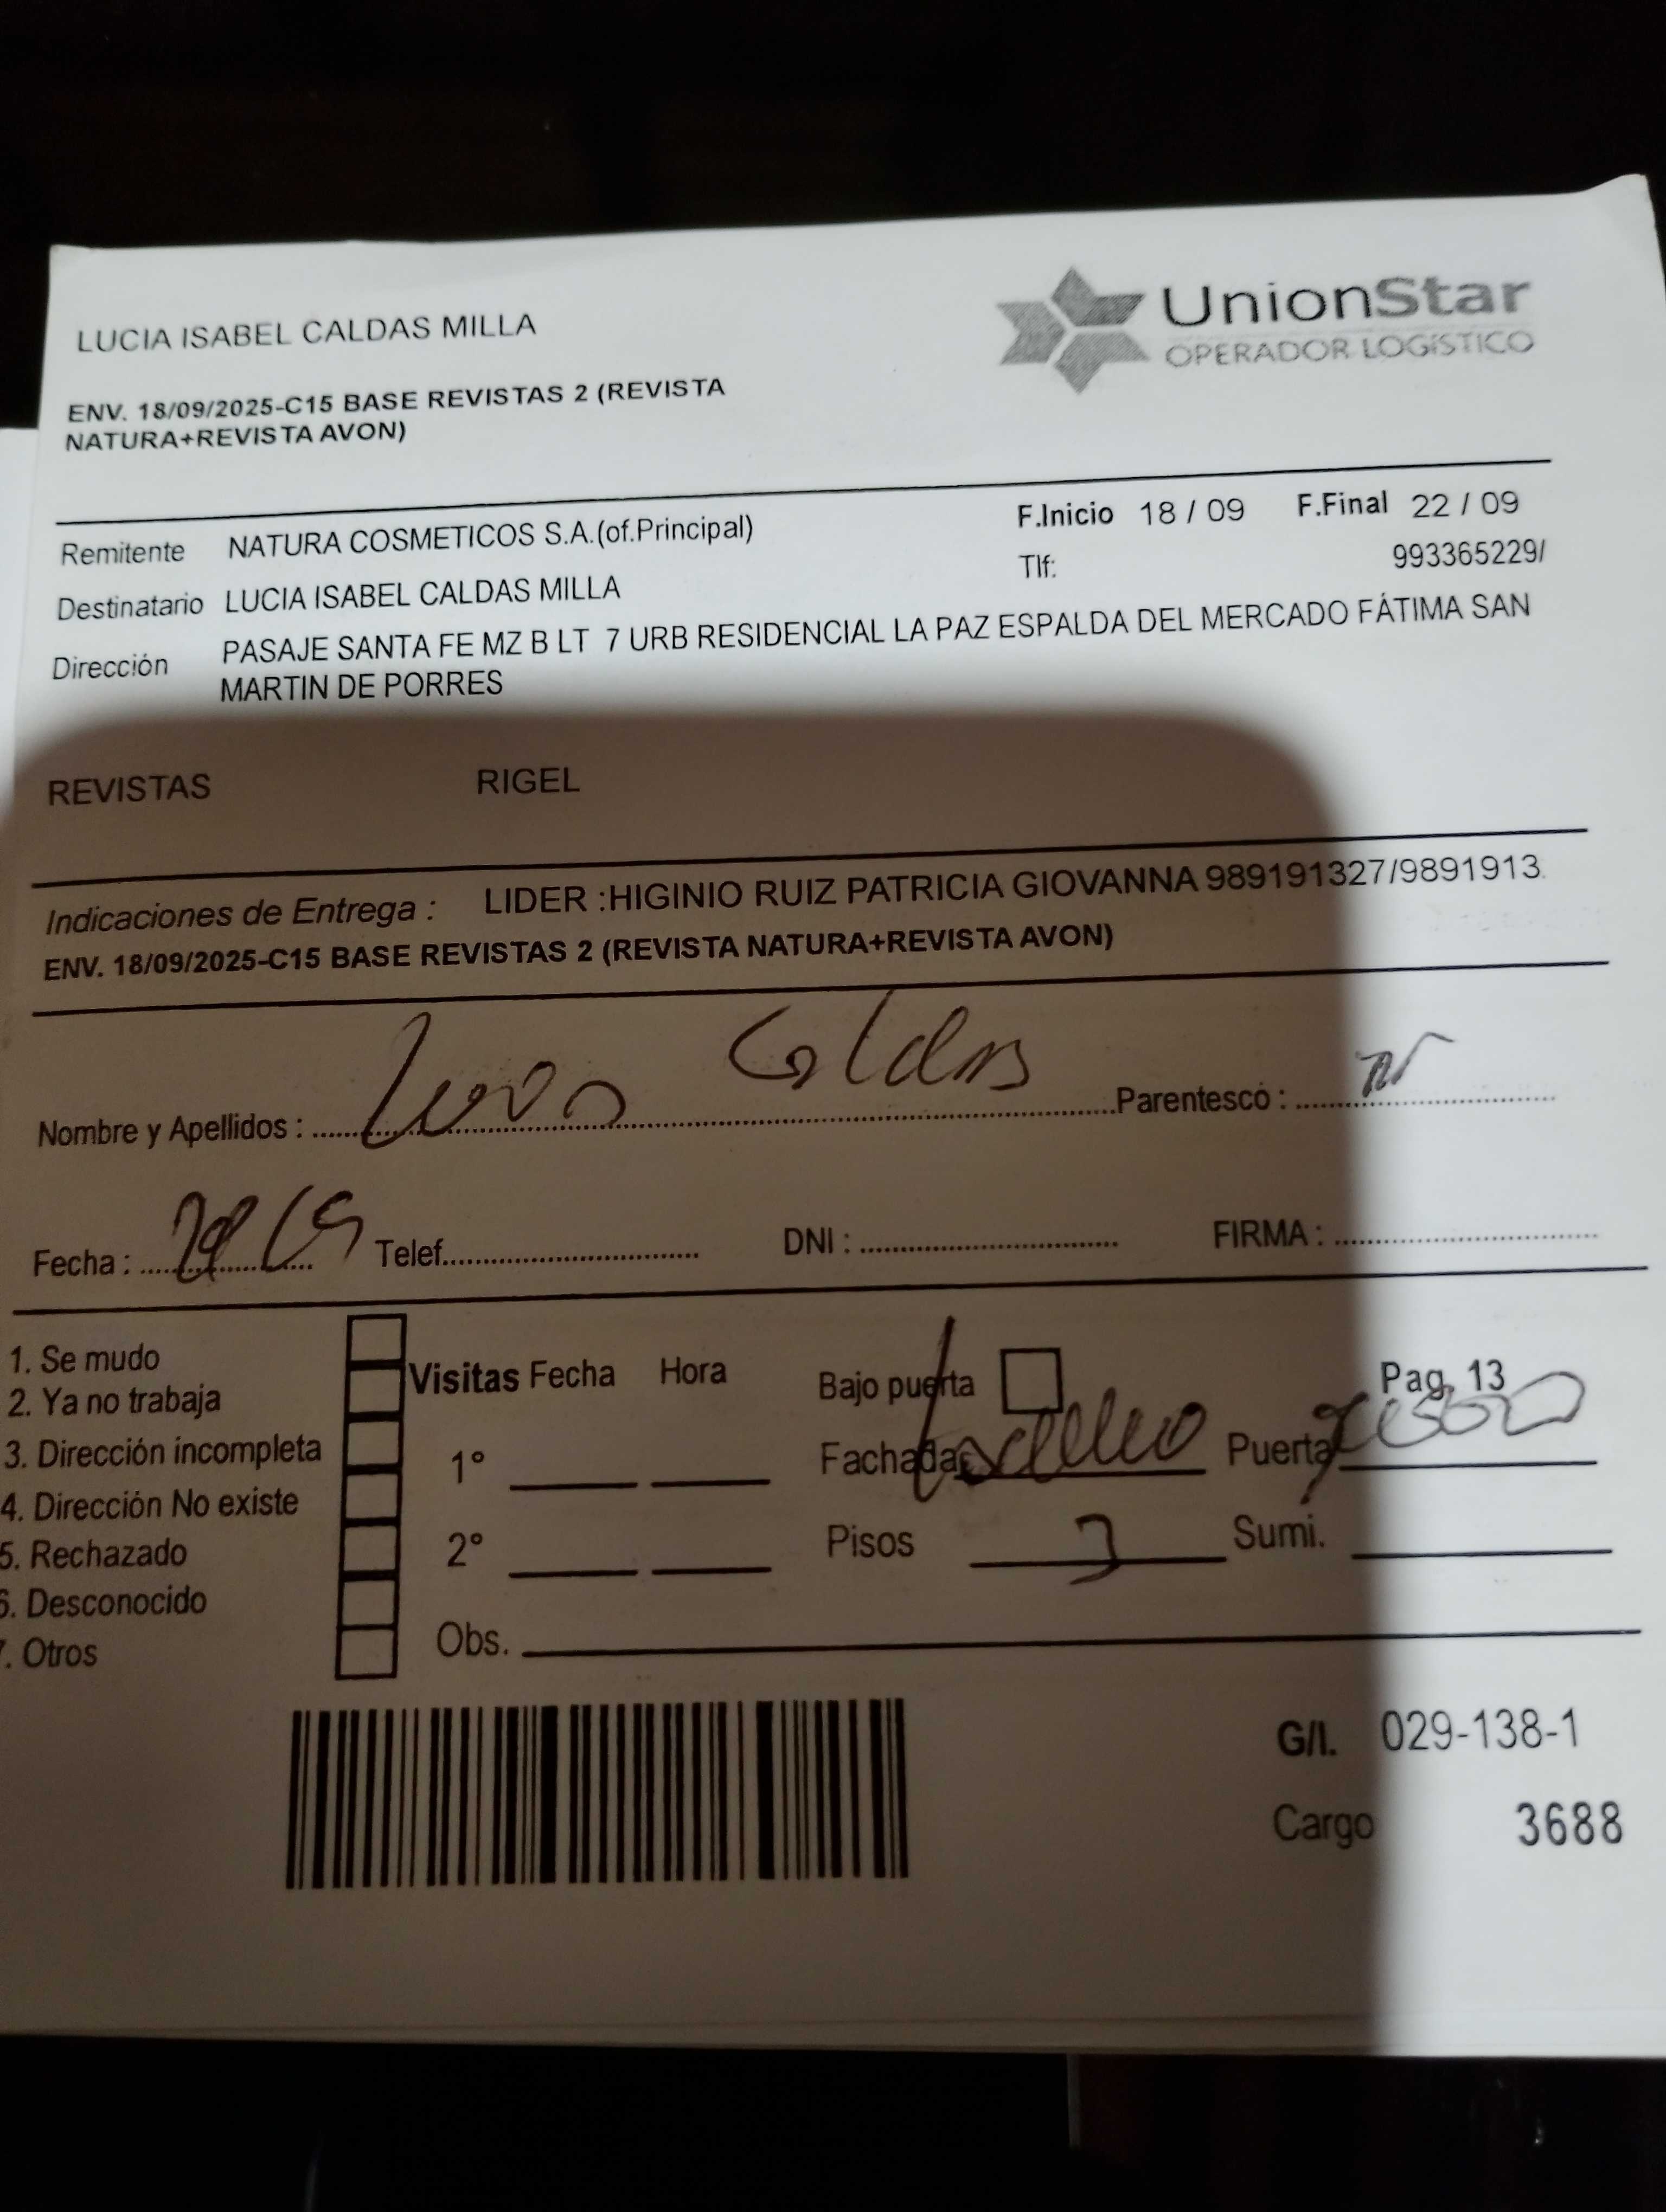 LUCIA ISABEL CALDAS MILLA
UnionStar
OPERADOR LOGÍSTICO
ENV. 18/09/2025-C15 BASE REVISTAS 2 (REVISTA
NATURA+REVISTA AVON)
Remitente NATURA COSMETICOS S.A.(of.Principal) F.Inicio 18 / 09 F.Final 22 / 09
Destinatario LUCIA ISABEL CALDAS MILLA Tlf: 993365229/
Dirección PASAJE SANTA FE MZ B LT 7 URB RESIDENCIAL LA PAZ ESPALDA DEL MERCADO FÁTIMA SAN
MARTIN DE PORRES
REVISTAS RIGEL
Indicaciones de Entrega : LIDER :HIGINIO RUIZ PATRICIA GIOVANNA 989191327/9891913
ENV. 18/09/2025-C15 BASE REVISTAS 2 (REVISTA NATURA+REVISTA AVON)
Nombre y Apellidos : Caldas Parentesco : 
Fecha : Telef. DNI : FIRMA :
1. Se mudo
2. Ya no trabaja
3. Dirección incompleta
4. Dirección No existe
5. Rechazado
6. Desconocido
7. Otros
Visitas Fecha Hora
1°
2°
Obs.
Bajo puerta Pag. 13
Fachada Puerta
Pisos 3 Sumi.
G/I. 029-138-1
Cargo 3688